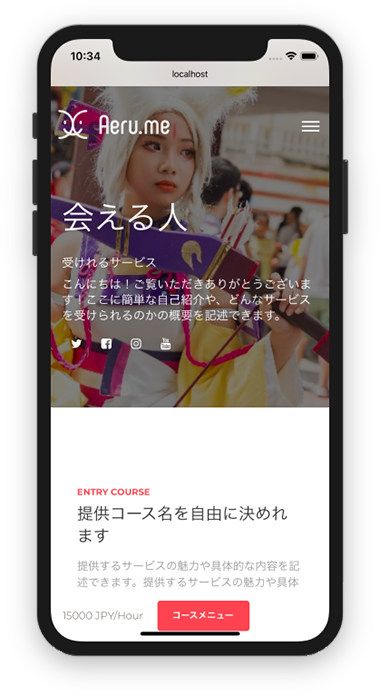 10:34
localhost
Aeru.me
会える人
受けれるサービス
こんにちは！ご覧いただきありがとうございま
す！ここに簡単な自己紹介や、どんなサービス
を受けられるのかの概要を記述できます。
You
Tube
ENTRY COURSE
提供コース名を自由に決めれ
ます
提供するサービスの魅力や具体的な内容を記
述できます。提供するサービスの魅力や具体
15000 JPY/Hour
コースメニュー